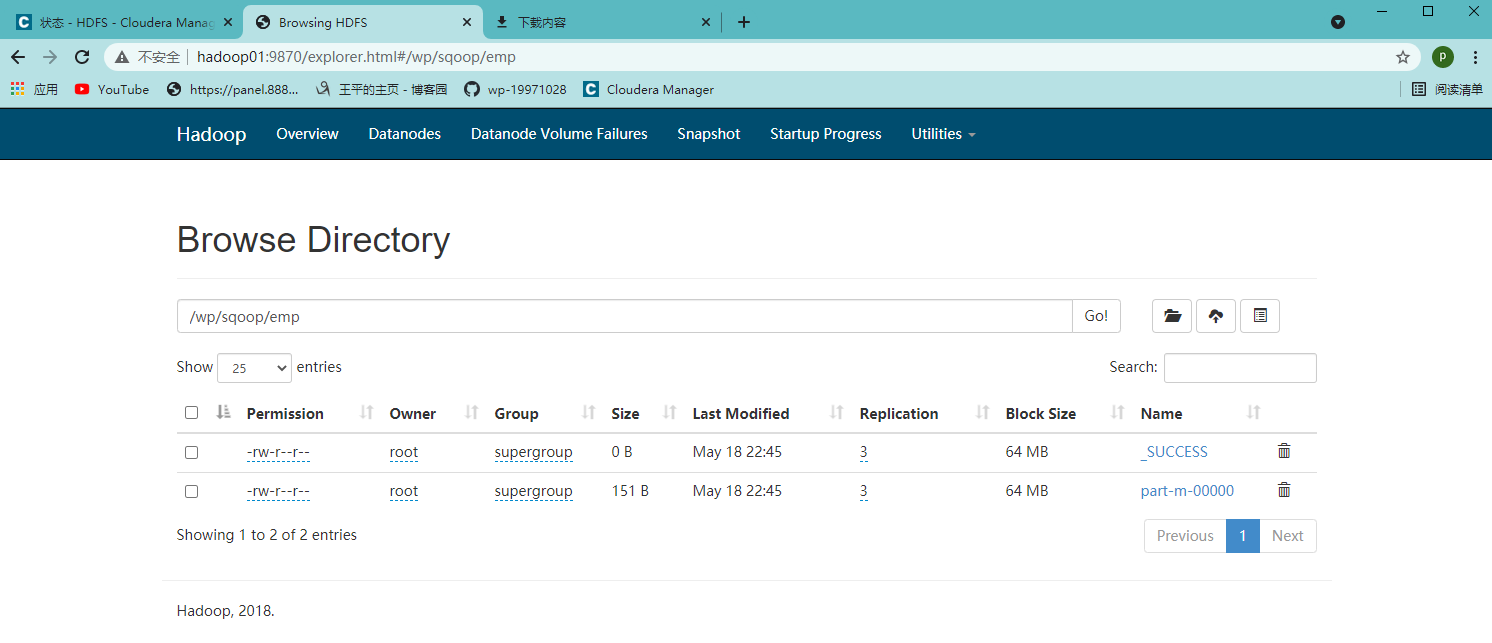 状态 - HDFS - Cloudera Manag Browsing HDFS 下载内容
不安全 hadoop01:9870/explorer.html#/wp/sqoop/emp p
应用 YouTube https://panel.888... 王平的主页 - 博客园 wp-19971028 Cloudera Manager 阅读清单
Hadoop Overview Datanodes Datanode Volume Failures Snapshot Startup Progress Utilities
Browse Directory
/wp/sqoop/emp Go!
Show 25 entries Search:
Permission Owner Group Size Last Modified Replication Block Size Name
-rw-r--r-- root supergroup 0 B May 18 22:45 3 64 MB _SUCCESS
-rw-r--r-- root supergroup 151 B May 18 22:45 3 64 MB part-m-00000
Showing 1 to 2 of 2 entries Previous 1 Next
Hadoop, 2018.